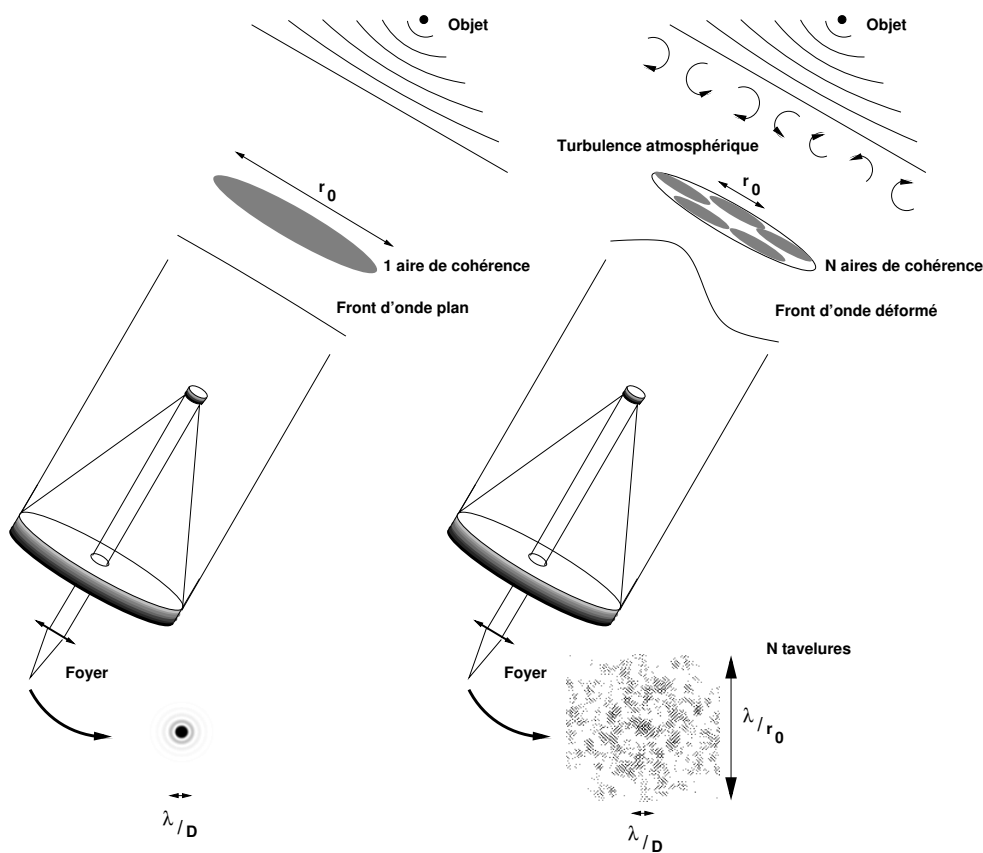 Objet
r0
1 aire de cohérence
Front d'onde plan
Foyer
λ/D
Objet
Turbulence atmosphérique
r0
N aires de cohérence
Front d'onde déformé
Foyer
N tavelures
λ/r0
λ/D